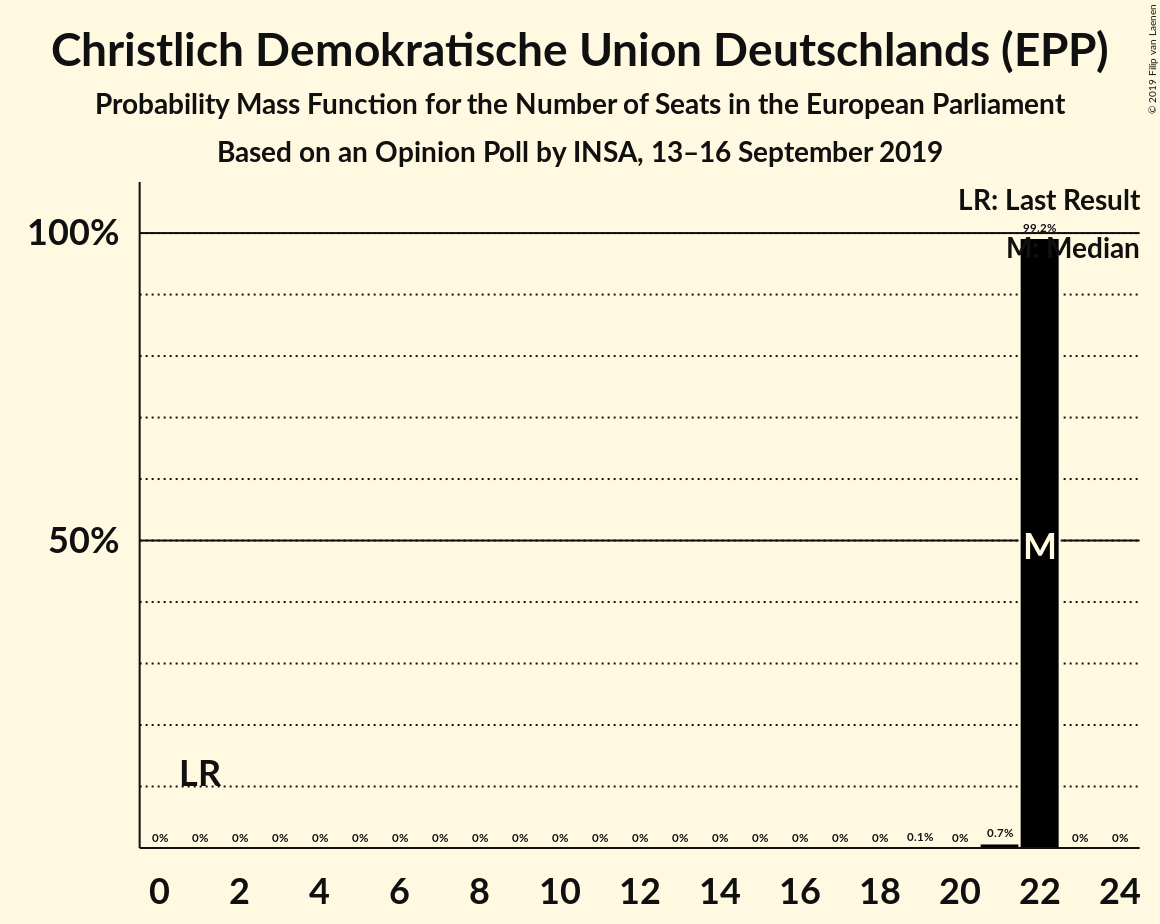 Christlich Demokratische Union Deutschlands (EPP)
Probability Mass Function for the Number of Seats in the European Parliament
Based on an Opinion Poll by INSA, 13–16 September 2019
© 2019 Filip van Laenen
LR: Last Result
M: Median
100%
50%
99.2%
M
LR
0% 0% 0% 0% 0% 0% 0% 0% 0% 0% 0% 0% 0% 0% 0% 0% 0% 0% 0% 0.1% 0% 0.7% 0% 0%
0 2 4 6 8 10 12 14 16 18 20 22 24